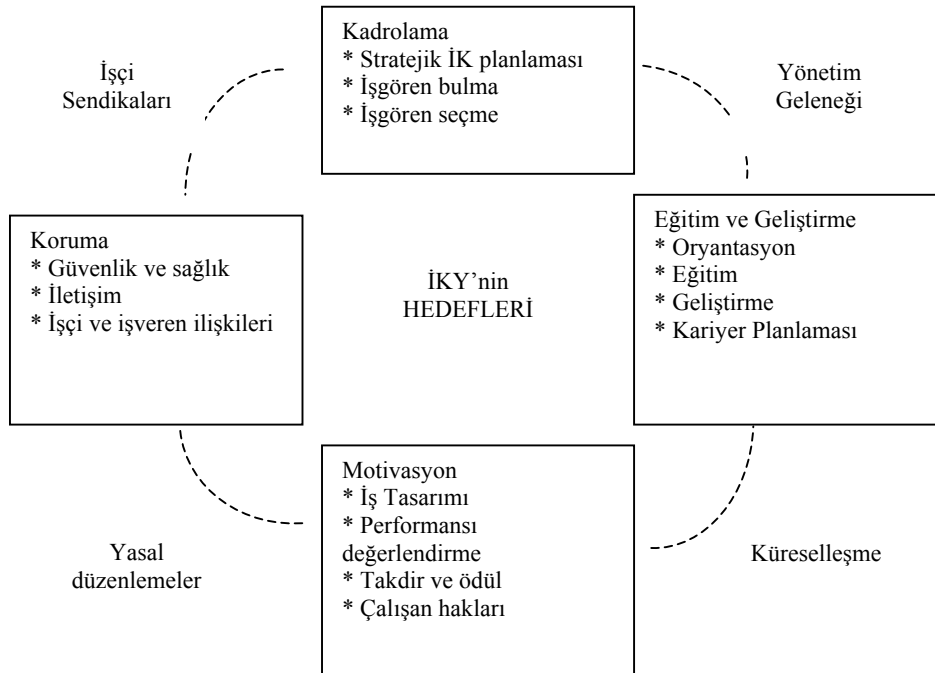 Kadrolama
* Stratejik İK planlaması
* İşgören bulma
* İşgören seçme
İşçi
Sendikaları
Yönetim
Geleneği
Koruma
* Güvenlik ve sağlık
* İletişim
* İşçi ve işveren ilişkileri
İKY’nin
HEDEFLERİ
Eğitim ve Geliştirme
* Oryantasyon
* Eğitim
* Geliştirme
* Kariyer Planlaması
Motivasyon
* İş Tasarımı
* Performansı
değerlendirme
* Takdir ve ödül
* Çalışan hakları
Yasal
düzenlemeler
Küreselleşme